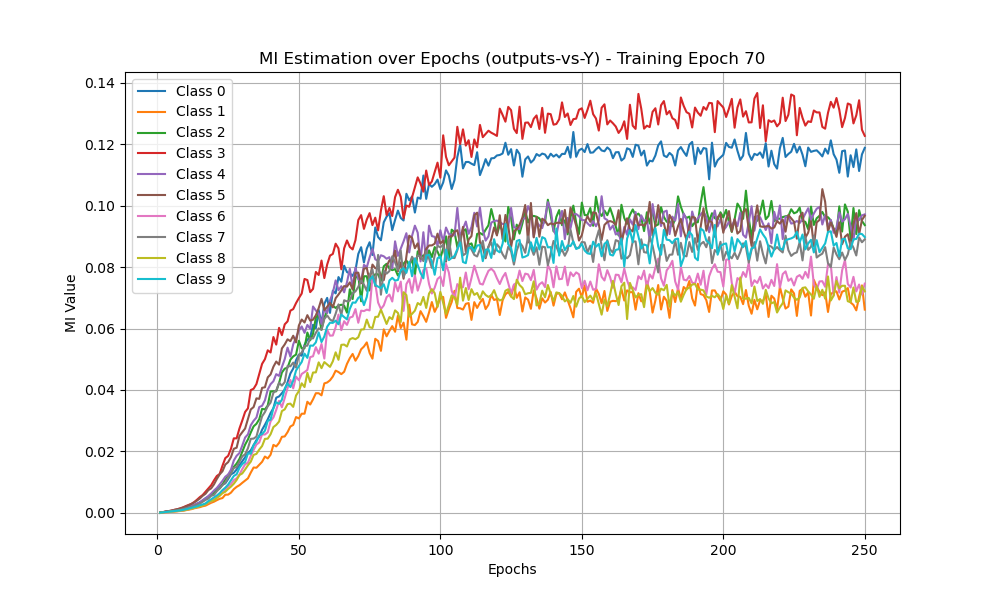 MI Estimation over Epochs (outputs-vs-Y) - Training Epoch 70
0.14
0.12
0.10
0.08
0.06
0.04
0.02
0.00
MI Value
Class 0
Class 1
Class 2
Class 3
Class 4
Class 5
Class 6
Class 7
Class 8
Class 9
0
50
100
150
200
250
Epochs